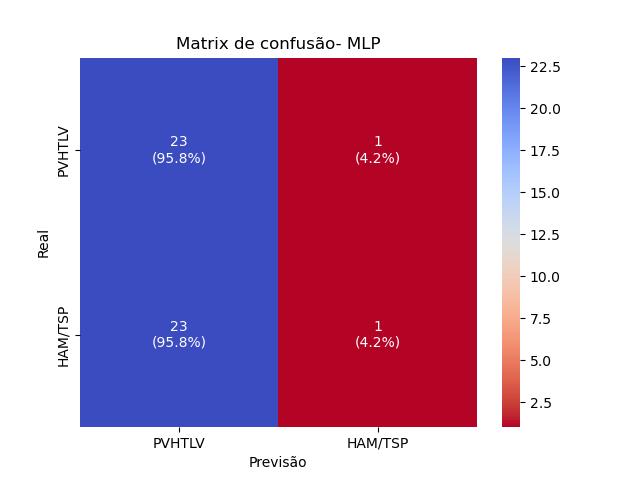 Matrix de confusão- MLP
PVHTLV
HAM/TSP
Real
23
(95.8%)
1
(4.2%)
23
(95.8%)
1
(4.2%)
PVHTLV
HAM/TSP
Previsão
22.5
20.0
17.5
15.0
12.5
10.0
7.5
5.0
2.5